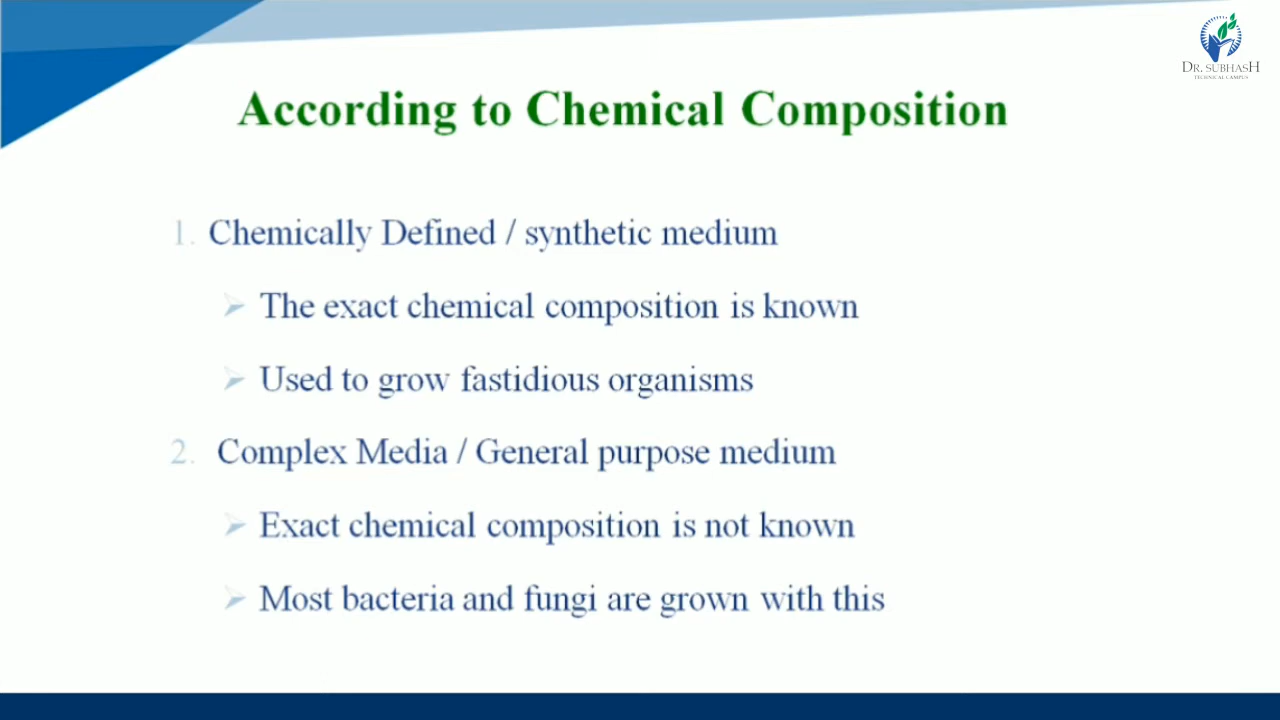 DR. SUBHASH
TECHNICAL CAMPUS
According to Chemical Composition
1. Chemically Defined / synthetic medium
➢ The exact chemical composition is known
➢ Used to grow fastidious organisms
2. Complex Media / General purpose medium
➢ Exact chemical composition is not known
➢ Most bacteria and fungi are grown with this